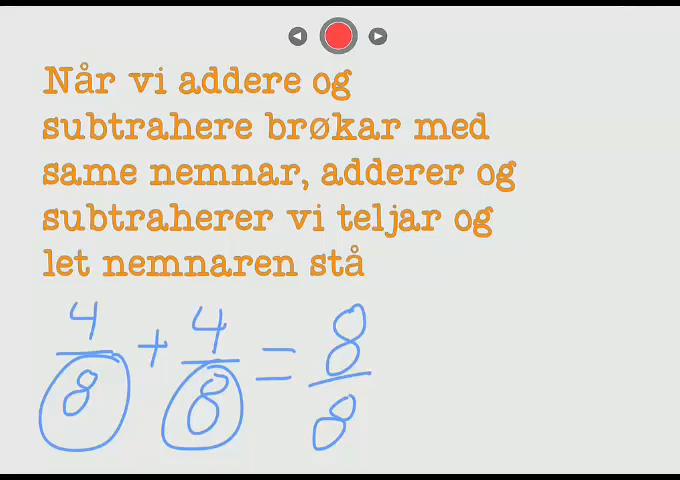 Når vi addere og
subtrahere brøkar med
same nemnar, adderer og
subtraherer vi teljar og
let nemnaren stå
4/8 + 4/8 = 8/8